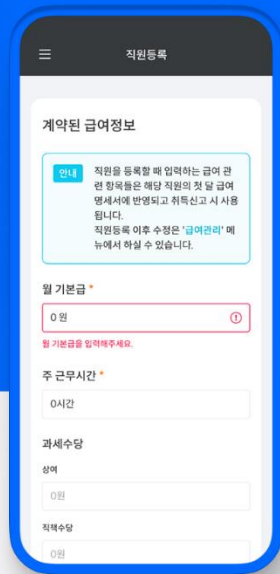 직원등록
계약된 급여정보
안내
직원을 등록할 때 입력하는 급여 관
련 항목들은 해당 직원의 첫 달 급여
명세서에 반영되고 취득신고 시 사용
됩니다.
직원등록 이후 수정은 '급여관리' 메
뉴에서 하실 수 있습니다.
월 기본급 *
0 원
월 기본급을 입력해주세요.
주 근무시간 *
0시간
과세수당
상여
0원
직책수당
0원